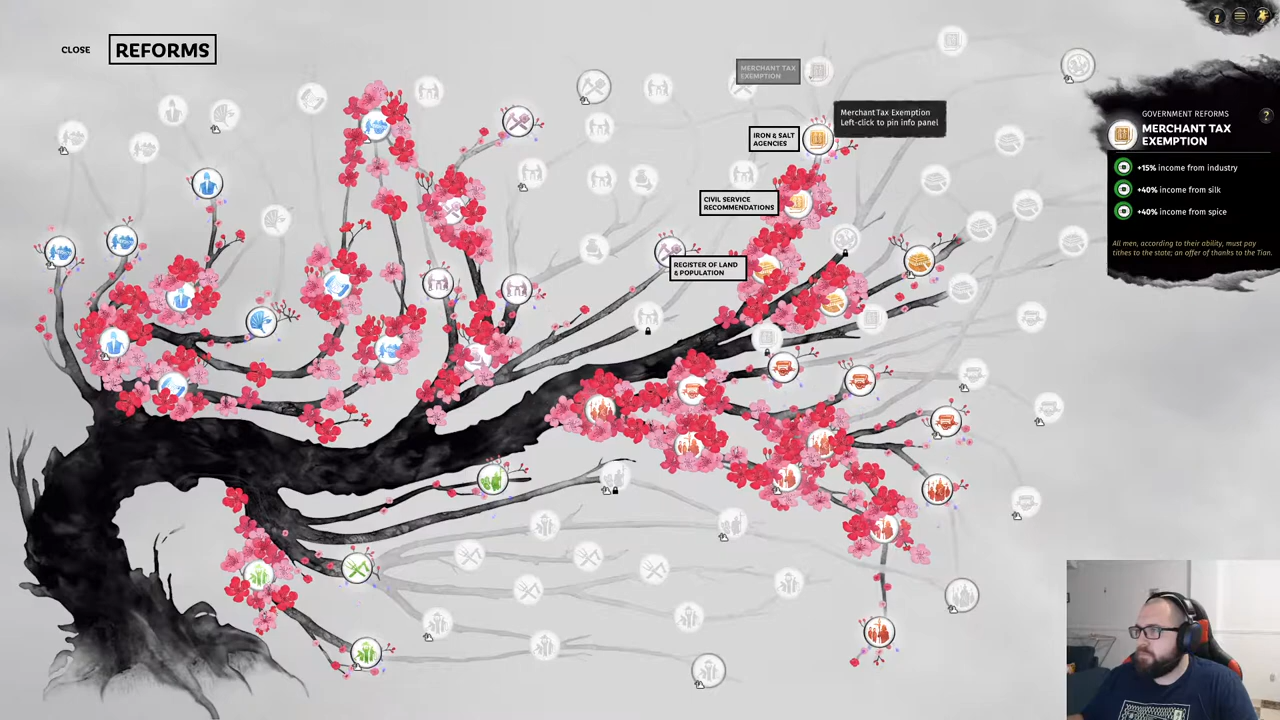 CLOSE
REFORMS
MERCHANT TAX
EXEMPTION
Merchant Tax Exemption
Left-click to pin info panel
IRON & SALT
AGENCIES
CIVIL SERVICE
RECOMMENDATIONS
REGISTER OF LAND
& POPULATION
GOVERNMENT REFORMS
?
MERCHANT TAX
EXEMPTION
+15% income from industry
+40% income from silk
+40% income from spice
All men, according to their ability, must pay
tithes to the state; an offer of thanks to the Tian.